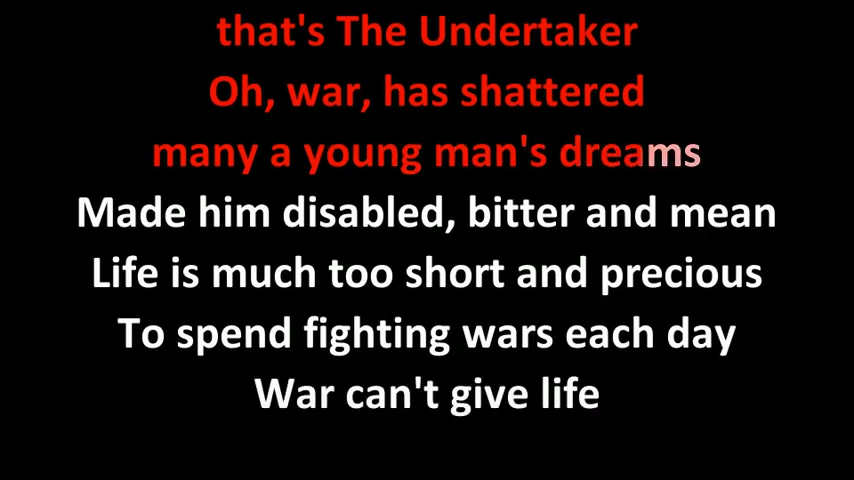 that's The Undertaker
Oh, war, has shattered
many a young man's dreams
Made him disabled, bitter and mean
Life is much too short and precious
To spend fighting wars each day
War can't give life